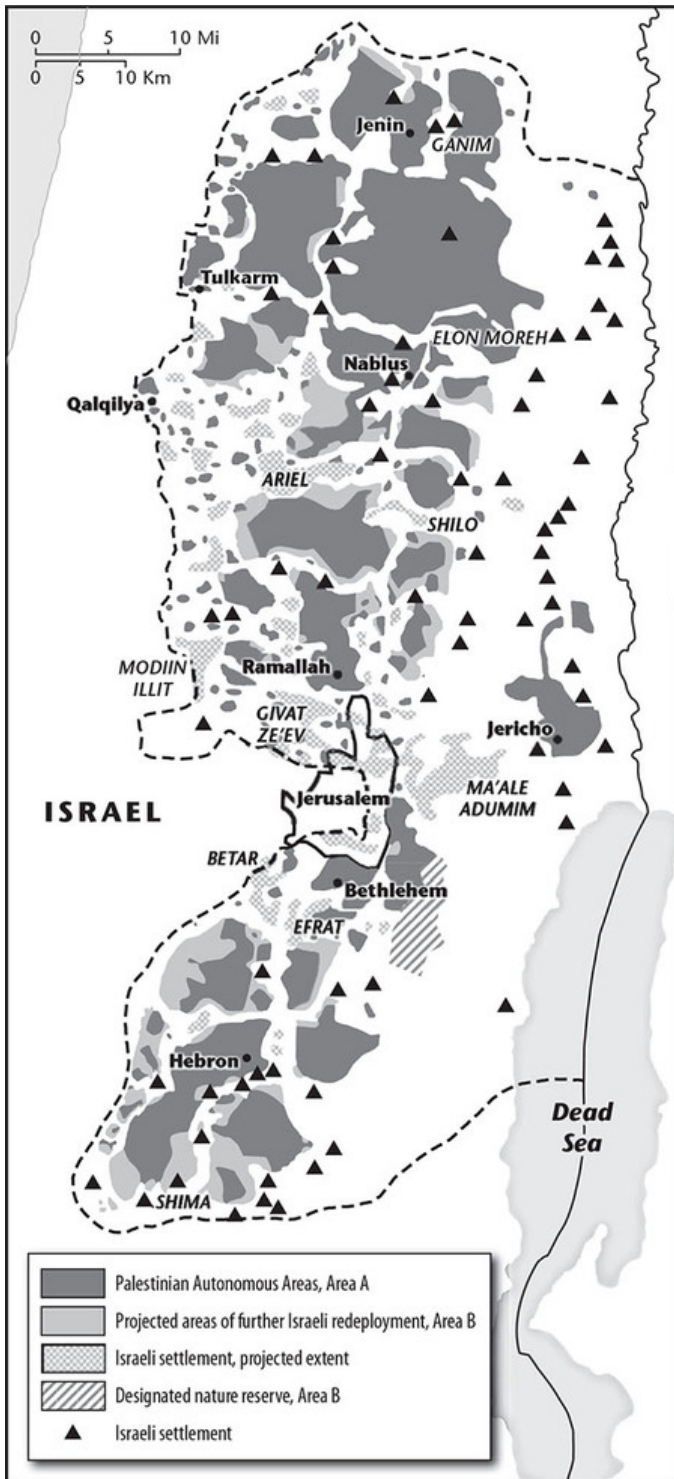 0 5 10 Mi
0 5 10 Km
Jenin
GANIM
Tulkarm
ELON MOREH
Nablus
Qalqilya
ARIEL
SHILO
MODIIN
ILLIT
Ramallah
GIVAT
ZE'EV
Jericho
ISRAEL
Jerusalem
MA'ALE
ADUMIM
BETAR
Bethlehem
EFRAT
Hebron
Dead
Sea
SHIMA
Palestinian Autonomous Areas, Area A
Projected areas of further Israeli redeployment, Area B
Israeli settlement, projected extent
Designated nature reserve, Area B
Israeli settlement